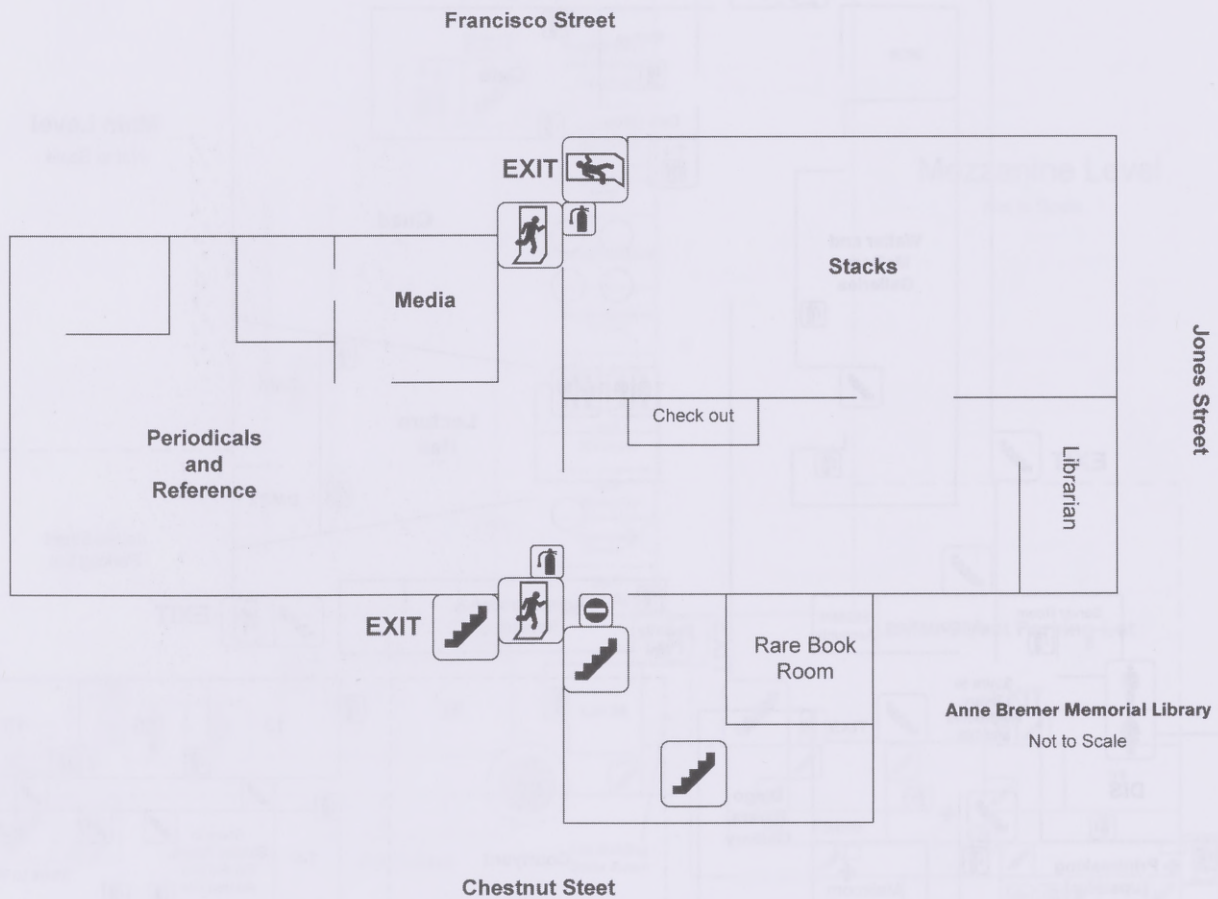 Francisco Street
EXIT
Stacks
Media
Jones Street
Check out
Periodicals
and
Reference
Librarian
EXIT
Rare Book
Room
Anne Bremer Memorial Library
Not to Scale
Chestnut Steet